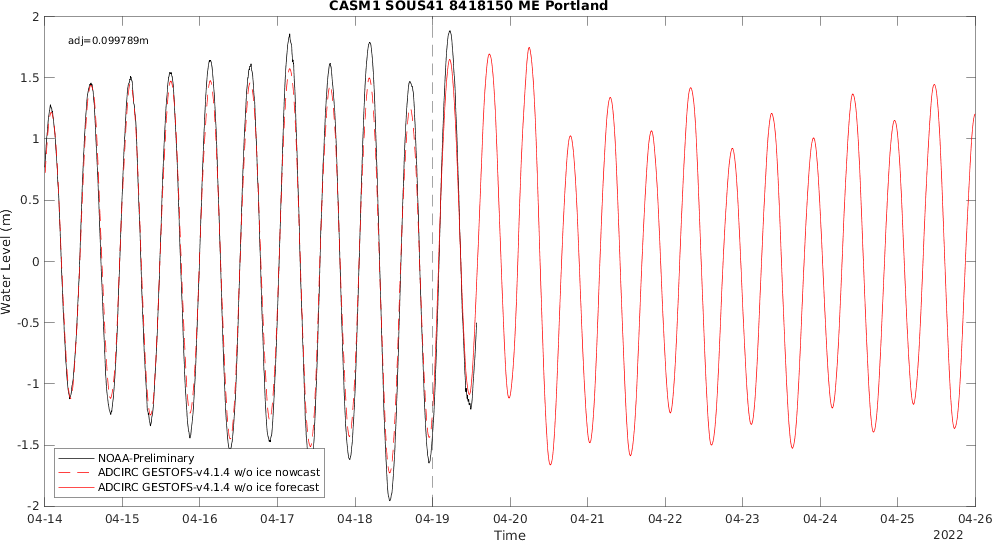 CASM1 SOUS41 8418150 ME Portland
adj=0.099789m
2
1.5
1
0.5
0
-0.5
-1
-1.5
-2
Water Level (m)
NOAA-Preliminary
ADCIRC GESTOFS-v4.1.4 w/o ice nowcast
ADCIRC GESTOFS-v4.1.4 w/o ice forecast
04-14 04-15 04-16 04-17 04-18 04-19 04-20 04-21 04-22 04-23 04-24 04-25 04-26
Time
2022